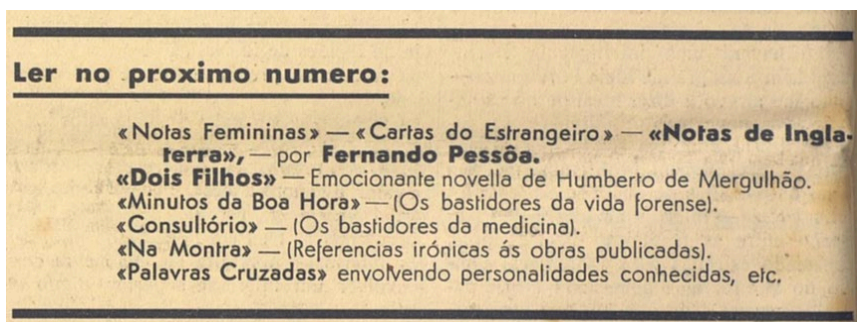 Ler no proximo numero:
«Notas Femininas» — «Cartas do Estrangeiro» — «Notas de Ingla-
terra», — por Fernando Pessôa.
«Dois Filhos» — Emocionante novella de Humberto de Mergulhão.
«Minutos da Boa Hora» — (Os bastidores da vida forense).
«Consultório» — (Os bastidores da medicina).
«Na Montra» — (Referencias irónicas ás obras publicadas).
«Palavras Cruzadas» envolvendo personalidades conhecidas, etc.